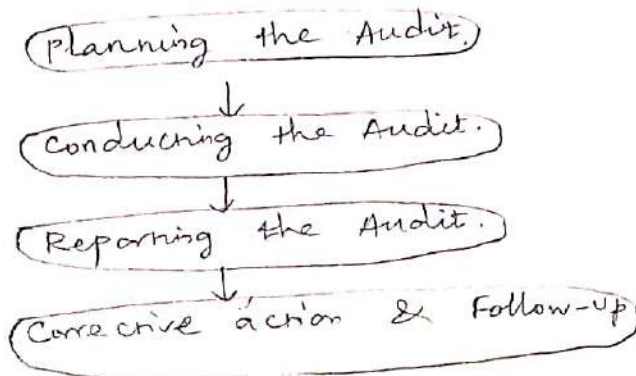 Planning the Audit.
Conducting the Audit.
Reporting the Audit.
Corrective action & Follow-up.